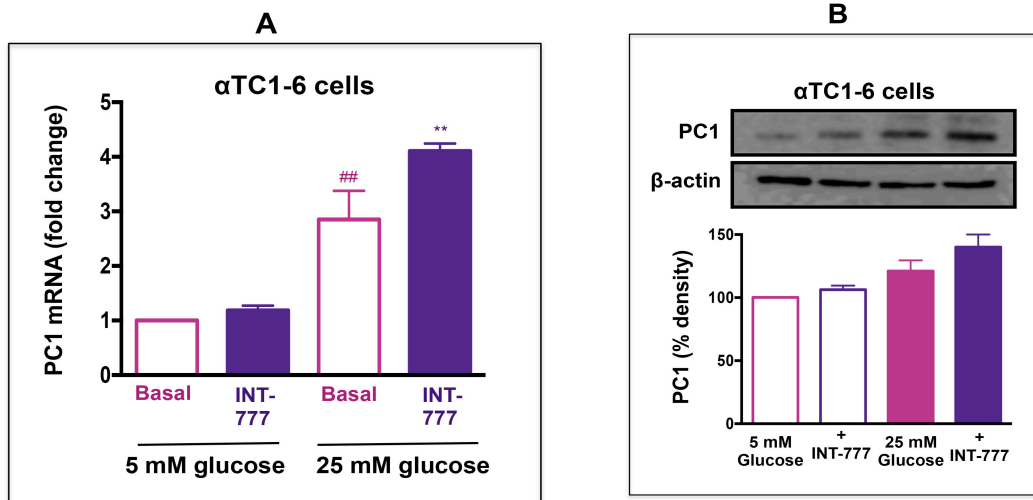 A
αTC1-6 cells
PC1 mRNA (fold change)
5
4
3
2
1
0
##
**
Basal
INT-
777
Basal
INT-
777
5 mM glucose
25 mM glucose
B
αTC1-6 cells
PC1
β-actin
PC1 (% density)
150
100
50
0
5 mM
Glucose
+
INT-777
25 mM
Glucose
+
INT-777